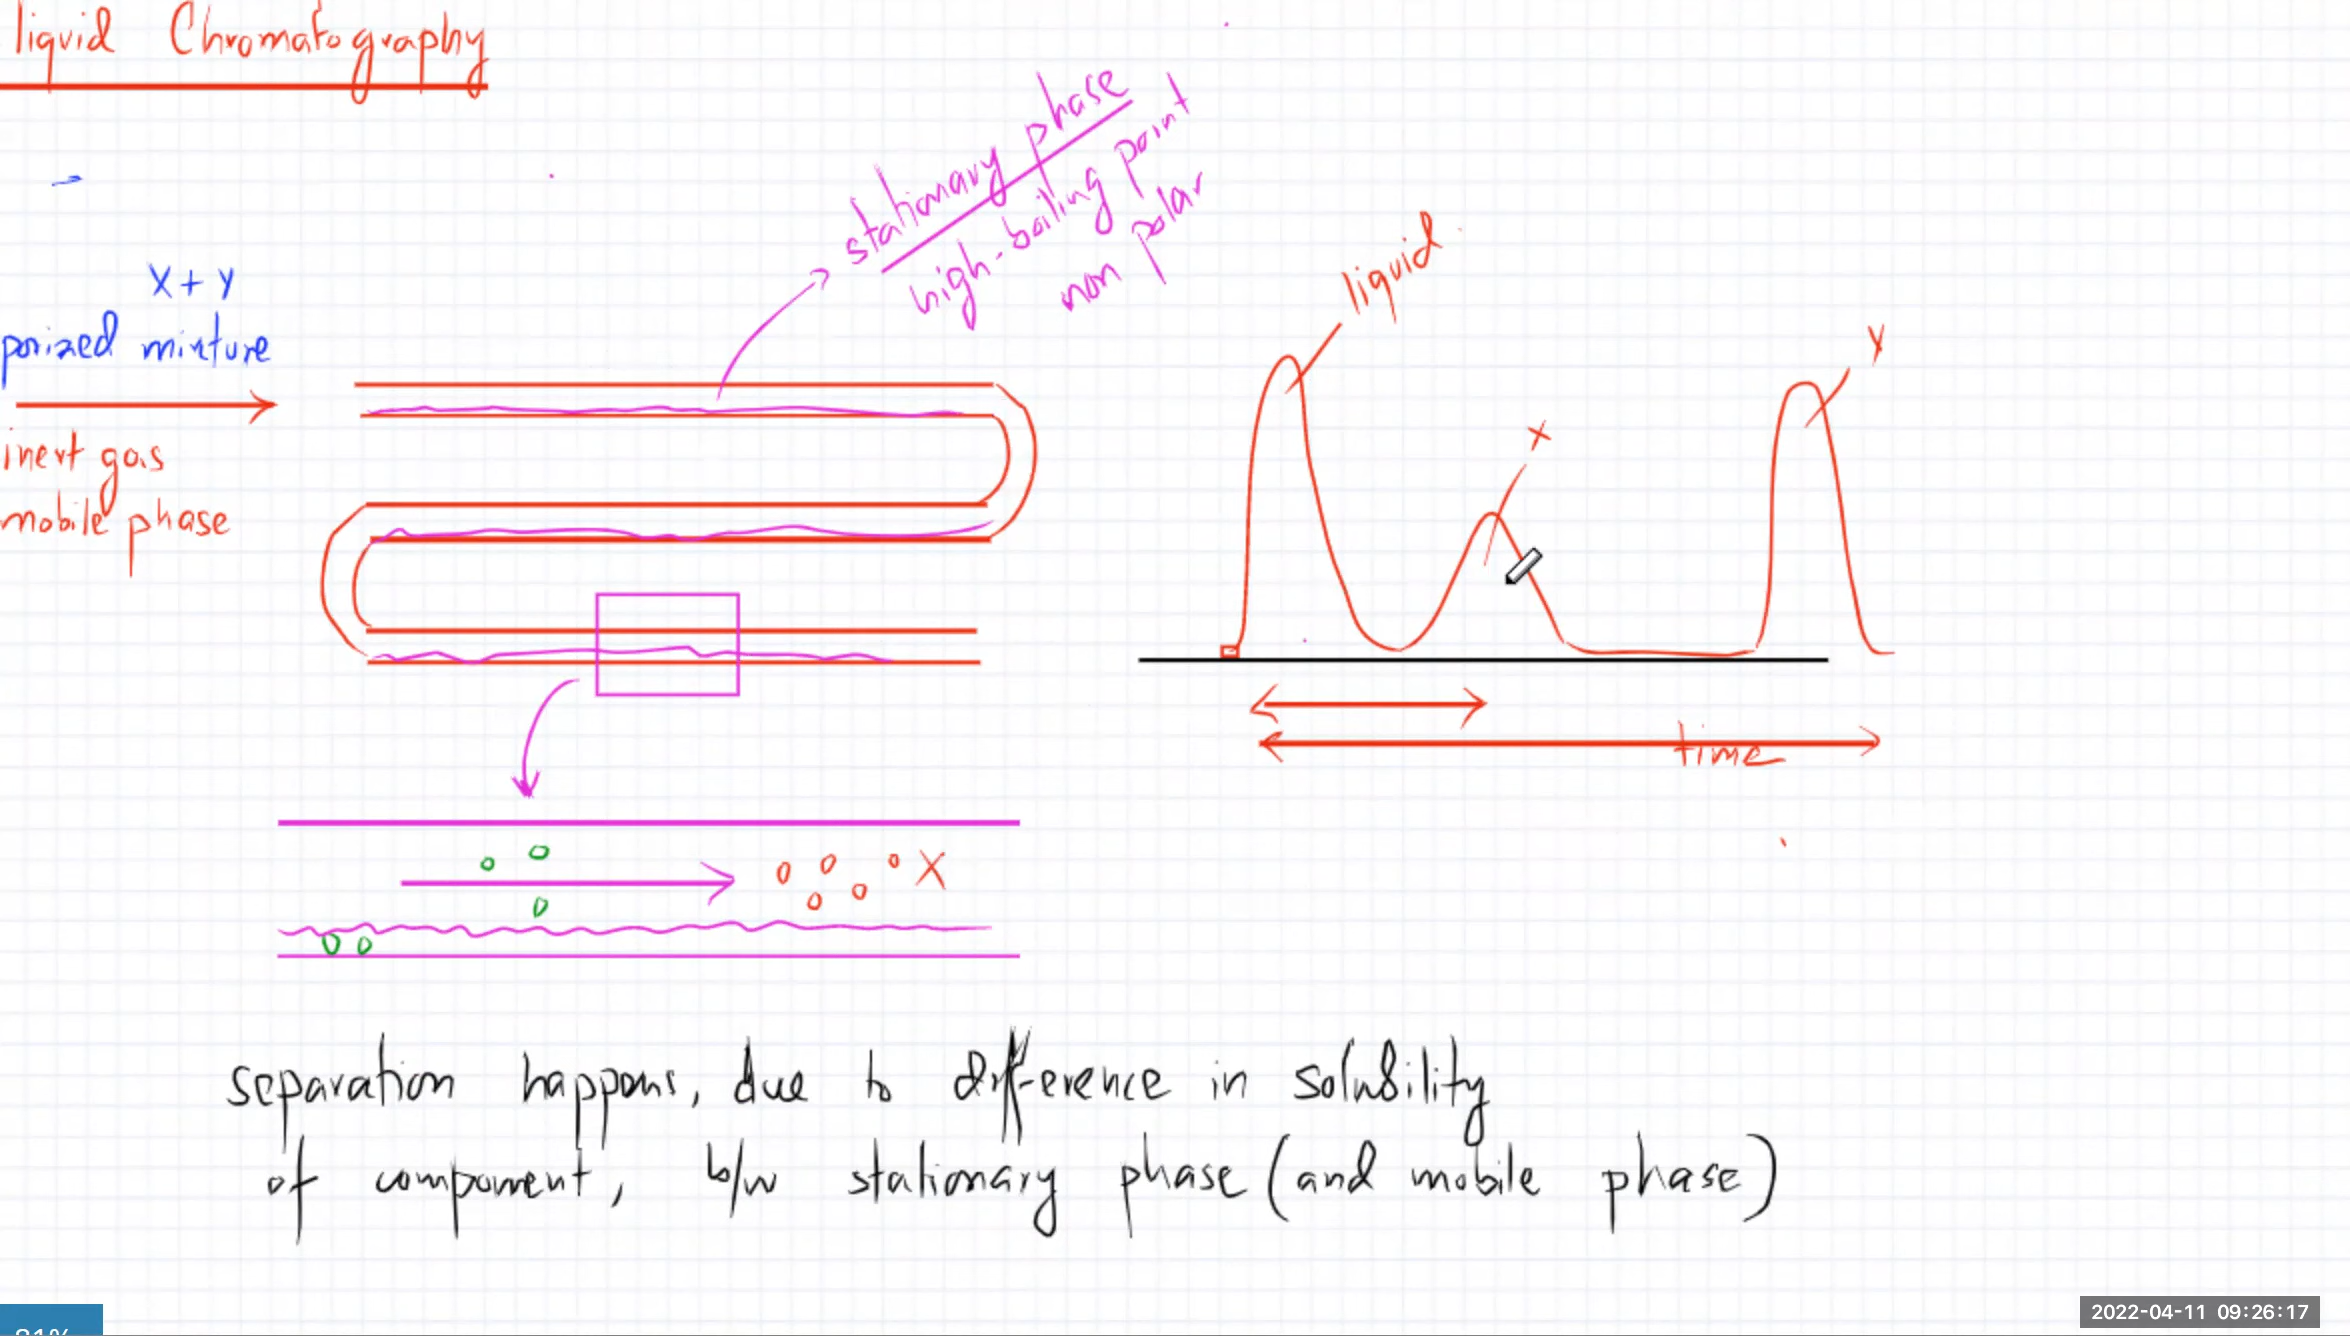 liquid Chromatography
stationary phase
high-boiling point
non polar
X + Y
porized mixture
inert gas
mobile phase
liquid
X
Y
time
X
separation happens, due to difference in solubility
of component, b/w stationary phase (and mobile phase)
2022-04-11 09:26:17